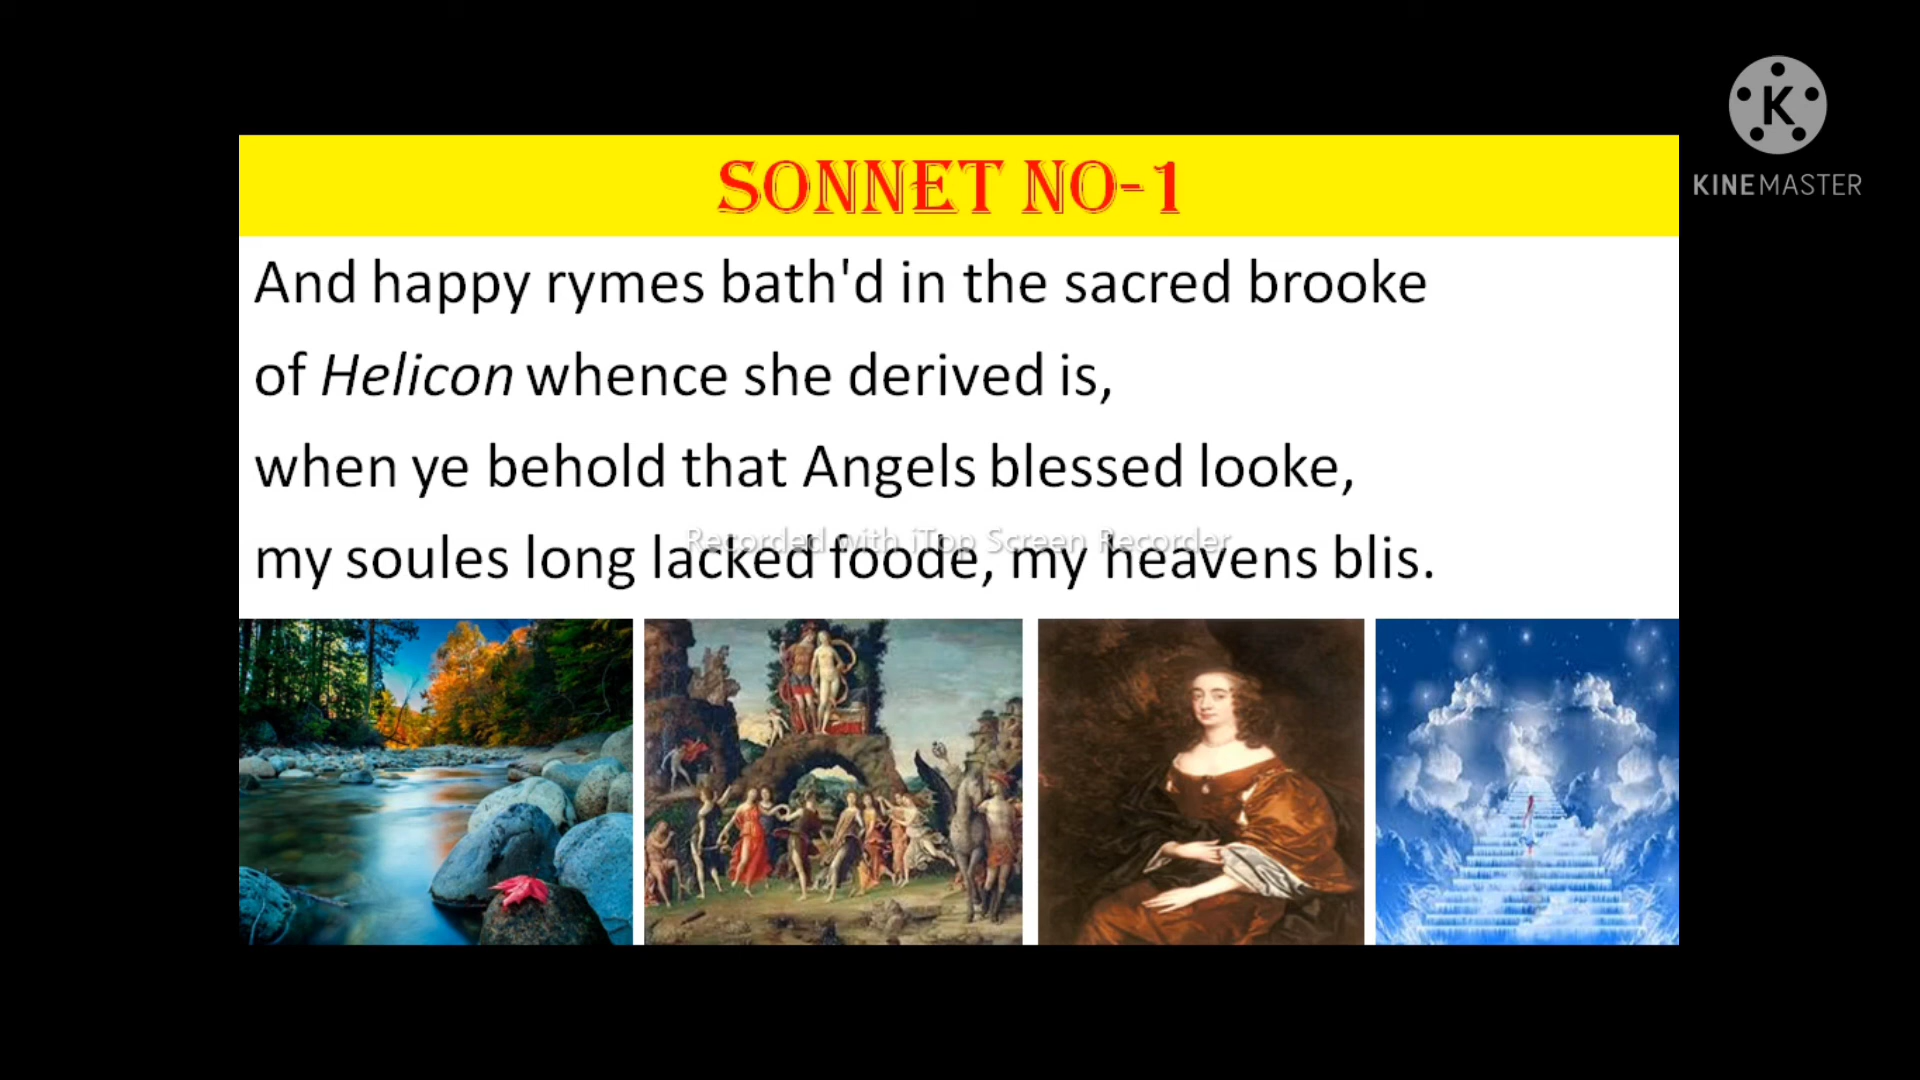 SONNET NO-1
K
KINEMASTER
And happy rymes bath'd in the sacred brooke
of Helicon whence she derived is,
when ye behold that Angels blessed looke,
Recorded with iTop Screen Recorder
my soules long lacked foode, my heavens blis.